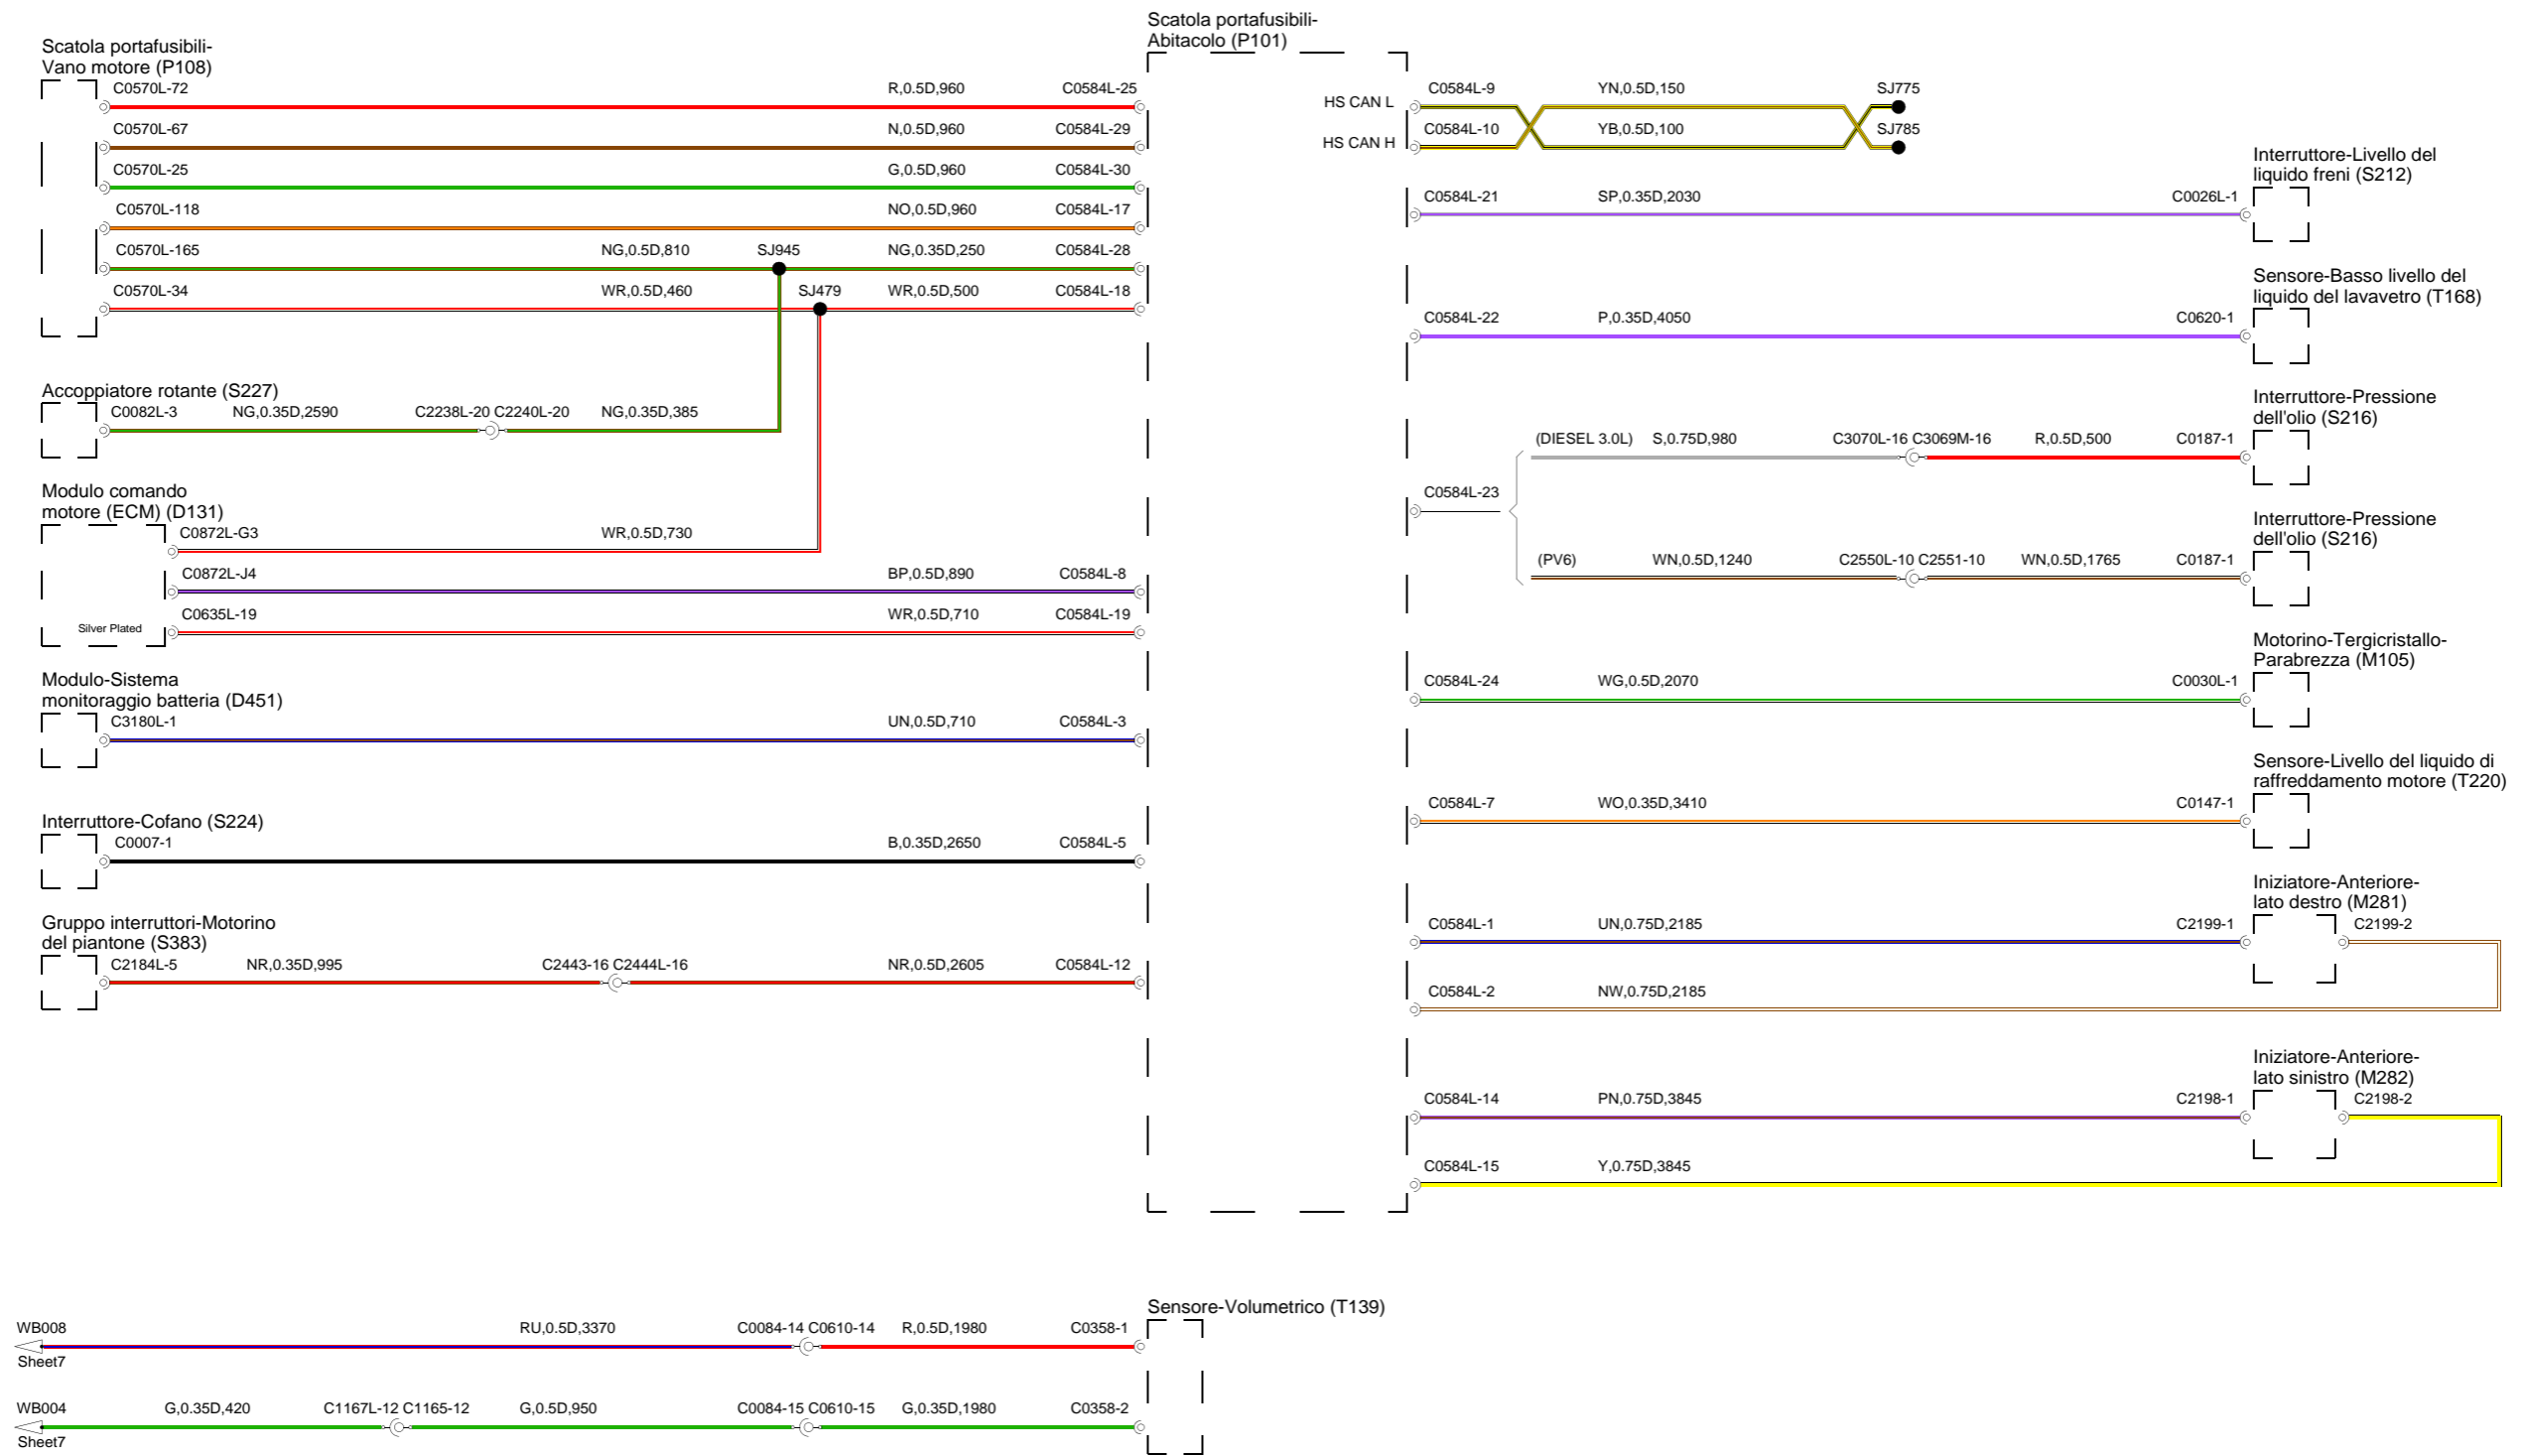 Scatola portafusibili-
Vano motore (P108)
C0570L-72
R,0.5D,960
C0584L-25
C0570L-67
N,0.5D,960
C0584L-29
C0570L-25
G,0.5D,960
C0584L-30
C0570L-118
NO,0.5D,960
C0584L-17
C0570L-165
NG,0.5D,810
SJ945
NG,0.35D,250
C0584L-28
C0570L-34
WR,0.5D,460
SJ479
WR,0.5D,500
C0584L-18
Accoppiatore rotante (S227)
C0082L-3
NG,0.35D,2590
C2238L-20 C2240L-20
NG,0.35D,385
Modulo comando
motore (ECM) (D131)
C0872L-G3
WR,0.5D,730
C0872L-J4
BP,0.5D,890
C0584L-8
C0635L-19
WR,0.5D,710
C0584L-19
Silver Plated
Modulo-Sistema
monitoraggio batteria (D451)
C3180L-1
UN,0.5D,710
C0584L-3
Interruttore-Cofano (S224)
C0007-1
B,0.35D,2650
C0584L-5
Gruppo interruttori-Motorino
del piantone (S383)
C2184L-5
NR,0.35D,995
C2443-16 C2444L-16
NR,0.5D,2605
C0584L-12
Scatola portafusibili-
Abitacolo (P101)
HS CAN L
C0584L-9
YN,0.5D,150
SJ775
HS CAN H
C0584L-10
YB,0.5D,100
SJ785
C0584L-21
SP,0.35D,2030
C0026L-1
Interruttore-Livello del
liquido freni (S212)
C0584L-22
P,0.35D,4050
C0620-1
Sensore-Basso livello del
liquido del lavavetro (T168)
C0584L-23
(DIESEL 3.0L)
S,0.75D,980
C3070L-16 C3069M-16
R,0.5D,500
C0187-1
Interruttore-Pressione
dell'olio (S216)
(PV6)
WN,0.5D,1240
C2550L-10 C2551-10
WN,0.5D,1765
C0187-1
Interruttore-Pressione
dell'olio (S216)
C0584L-24
WG,0.5D,2070
C0030L-1
Motorino-Tergicristallo-
Parabrezza (M105)
C0584L-7
WO,0.35D,3410
C0147-1
Sensore-Livello del liquido di
raffreddamento motore (T220)
C0584L-1
UN,0.75D,2185
C2199-1
Iniziatore-Anteriore-
lato destro (M281)
C2199-2
C0584L-2
NW,0.75D,2185
C0584L-14
PN,0.75D,3845
C2198-1
Iniziatore-Anteriore-
lato sinistro (M282)
C2198-2
C0584L-15
Y,0.75D,3845
Sensore-Volumetrico (T139)
WB008
Sheet7
RU,0.5D,3370
C0084-14 C0610-14
R,0.5D,1980
C0358-1
WB004
Sheet7
G,0.35D,420
C1167L-12 C1165-12
G,0.5D,950
C0084-15 C0610-15
G,0.35D,1980
C0358-2